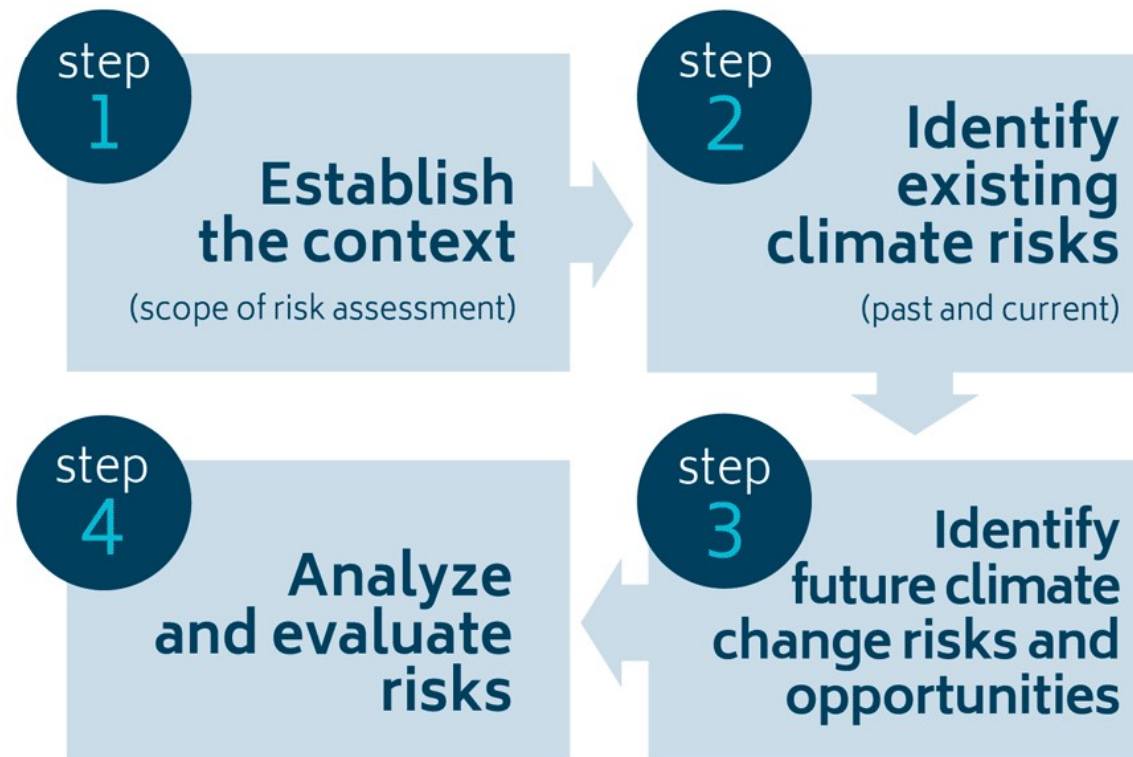 step
1
Establish
the context
(scope of risk assessment)
step
2
Identify
existing
climate risks
(past and current)
step
3
Identify
future climate
change risks and
opportunities
step
4
Analyze
and evaluate
risks